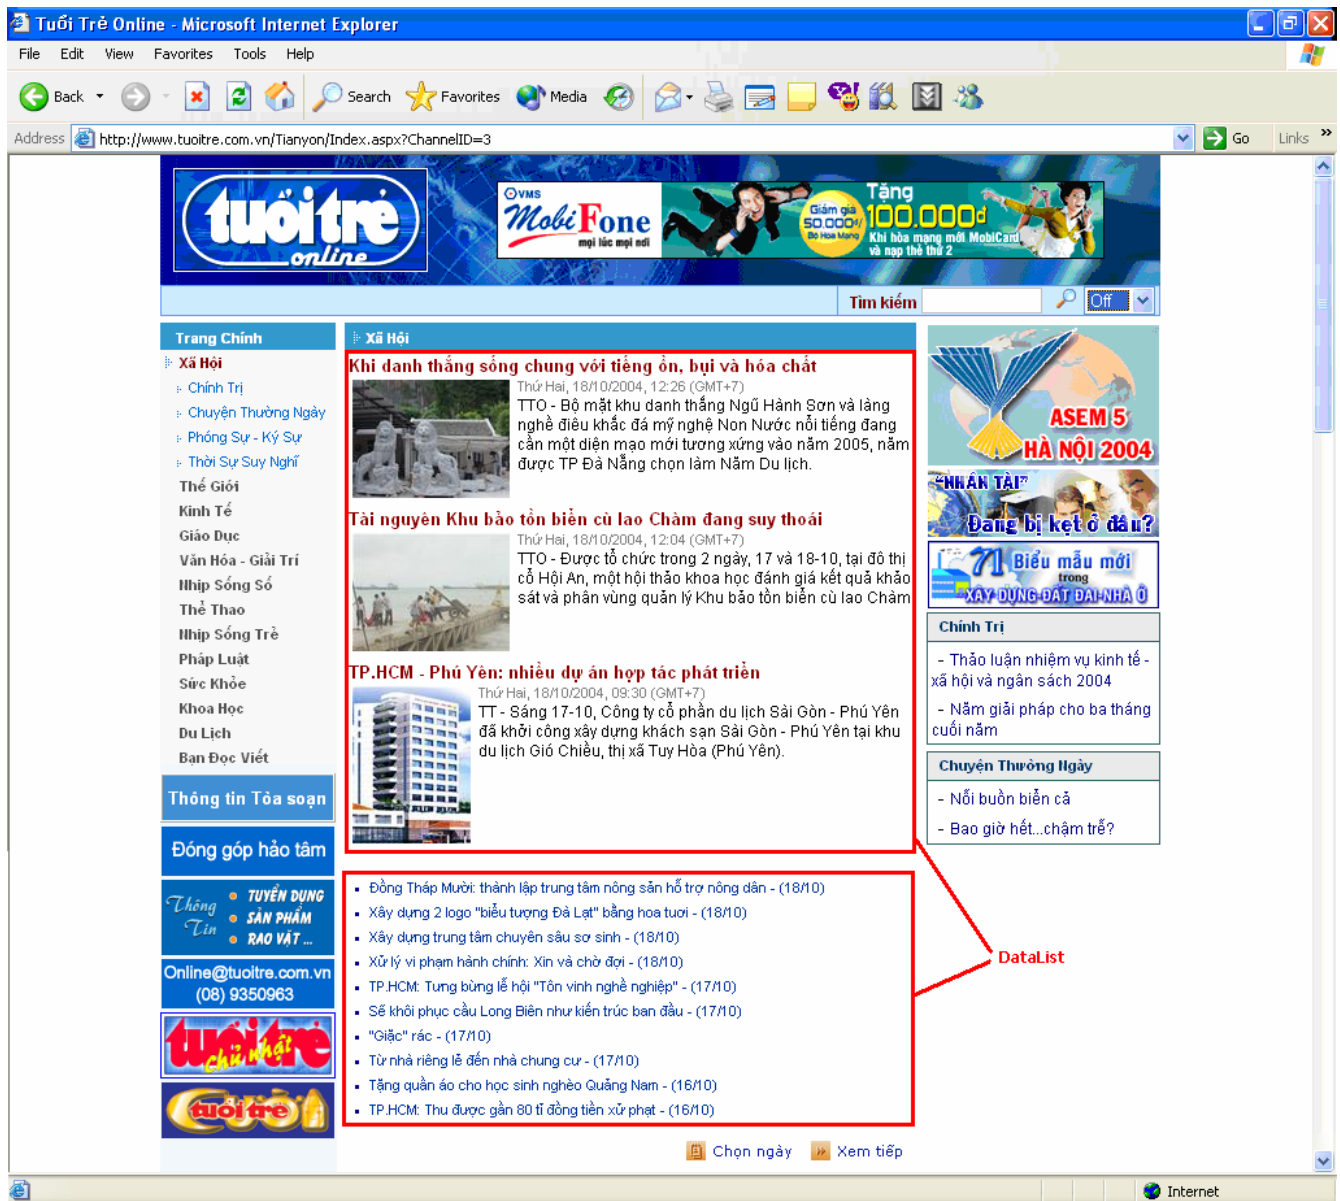 Tuổi Trẻ Online - Microsoft Internet Explorer
File Edit View Favorites Tools Help
Back Search Favorites Media
Address http://www.tuoitre.com.vn/Tianyon/Index.aspx?ChannelID=3 Go Links »
tuổi trẻ
online
VMS
MobiFone
mọi lúc mọi nơi
Giảm giá
50.000đ/
Bộ Hòa Mạng
Tặng
100.000đ
Khi hòa mạng mới MobiCard
và nạp thẻ thứ 2
Tìm kiếm Off
Trang Chính
Xã Hội
Chính Trị
Chuyện Thường Ngày
Phóng Sự - Ký Sự
Thời Sự Suy Nghĩ
Thế Giới
Kinh Tế
Giáo Dục
Văn Hóa - Giải Trí
Nhịp Sống Số
Thể Thao
Nhịp Sống Trẻ
Pháp Luật
Sức Khỏe
Khoa Học
Du Lịch
Bạn Đọc Viết
Thông tin Tòa soạn
Đóng góp hảo tâm
Thông Tin
TUYỂN DỤNG
SẢN PHẨM
RAO VẶT ...
Online@tuoitre.com.vn
(08) 9350963
tuổi trẻ
chủ nhật
tuổi trẻ
CƯỜI
Xã Hội
Khi danh thắng sống chung với tiếng ồn, bụi và hóa chất
Thứ Hai, 18/10/2004, 12:26 (GMT+7)
TTO - Bộ mặt khu danh thắng Ngũ Hành Sơn và làng
nghề điêu khắc đá mỹ nghệ Non Nước nổi tiếng đang
cần một diện mạo mới tương xứng vào năm 2005, năm
được TP Đà Nẵng chọn làm Năm Du lịch.
Tài nguyên Khu bảo tồn biển cù lao Chàm đang suy thoái
Thứ Hai, 18/10/2004, 12:04 (GMT+7)
TTO - Được tổ chức trong 2 ngày, 17 và 18-10, tại đô thị
cổ Hội An, một hội thảo khoa học đánh giá kết quả khảo
sát và phân vùng quản lý Khu bảo tồn biển cù lao Chàm
TP.HCM - Phú Yên: nhiều dự án hợp tác phát triển
Thứ Hai, 18/10/2004, 09:30 (GMT+7)
TT - Sáng 17-10, Công ty cổ phần du lịch Sài Gòn - Phú Yên
đã khởi công xây dựng khách sạn Sài Gòn - Phú Yên tại khu
du lịch Gió Chiều, thị xã Tuy Hòa (Phú Yên).
Đồng Tháp Mười: thành lập trung tâm nông sản hỗ trợ nông dân - (18/10)
Xây dựng 2 logo "biểu tượng Đà Lạt" bằng hoa tươi - (18/10)
Xây dựng trung tâm chuyên sâu sơ sinh - (18/10)
Xử lý vi phạm hành chính: Xin và chờ đợi - (18/10)
TP.HCM: Tưng bừng lễ hội "Tôn vinh nghề nghiệp" - (17/10)
Sẽ khôi phục cầu Long Biên như kiến trúc ban đầu - (17/10)
"Giặc" rác - (17/10)
Từ nhà riêng lẻ đến nhà chung cư - (17/10)
Tặng quần áo cho học sinh nghèo Quảng Nam - (16/10)
TP.HCM: Thu được gần 80 tỉ đồng tiền xử phạt - (16/10)
Chọn ngày Xem tiếp
ASEM 5
HÀ NỘI 2004
"NHÂN TÀI"
Đang bị kẹt ở đâu?
71 Biểu mẫu mới
trong
XÂY DỰNG-ĐẤT ĐAI-NHÀ Ở
Chính Trị
- Thảo luận nhiệm vụ kinh tế -
xã hội và ngân sách 2004
- Năm giải pháp cho ba tháng
cuối năm
Chuyện Thường Ngày
- Nỗi buồn biển cả
- Bao giờ hết...chậm trễ?
DataList
Internet